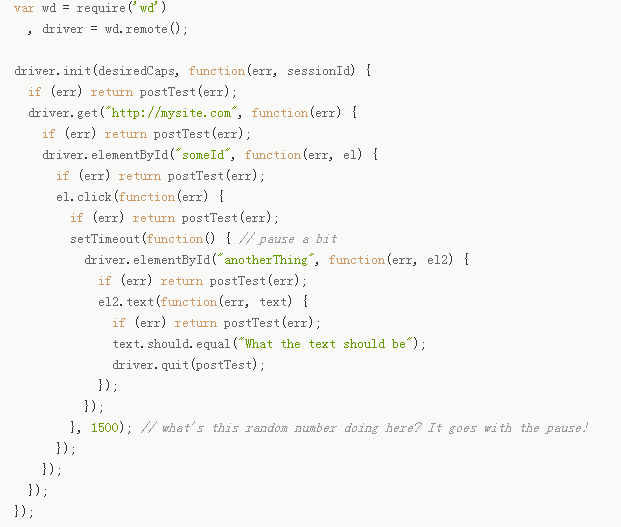 var wd = require('wd')
  , driver = wd.remote();

driver.init(desiredCaps, function(err, sessionId) {
  if (err) return postTest(err);
  driver.get("http://mysite.com", function(err) {
    if (err) return postTest(err);
    driver.elementById("someId", function(err, el) {
      if (err) return postTest(err);
      el.click(function(err) {
        if (err) return postTest(err);
        setTimeout(function() { // pause a bit
          driver.elementById("anotherThing", function(err, el2) {
            if (err) return postTest(err);
            el2.text(function(err, text) {
              if (err) return postTest(err);
              text.should.equal("What the text should be");
              driver.quit(postTest);
            });
          });
        }, 1500); // what's this random number doing here? It goes with the pause!
      });
    });
  });
});